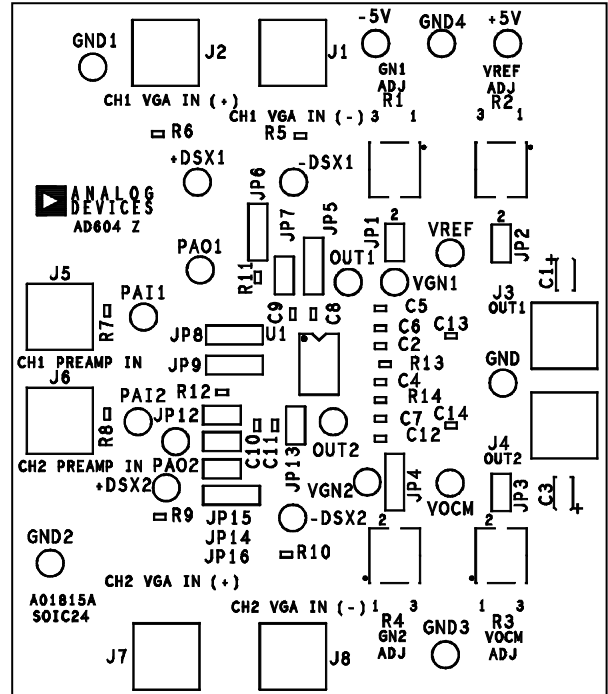 -5V
GND4
+5V
GND1
J2
J1
GN1
ADJ
R1
VREF
ADJ
R2
CH1 VGA IN (+)
CH1 VGA IN (-)
3
1
3
1
R6
R5
+DSX1
-DSX1
JP6
ANALOG
DEVICES
AD604 Z
JP7
JP5
JP1
2
VREF
2
JP2
PAO1
OUT1
R11
VGN1
C1
+
J5
PAI1
R7
C9
C8
C5
J3
OUT1
JP8
U1
C6
C13
C2
CH1 PREAMP IN
JP9
R13
GND
J6
R12
C4
PAI2
R14
JP12
R8
C7
C14
C10
C11
OUT2
C12
J4
OUT2
CH2 PREAMP IN
PAO2
JP13
+DSX2
VGN2
JP4
VOCM
JP3
C3
+
R9
JP15
JP14
JP16
-DSX2
2
2
GND2
R10
CH2 VGA IN (+)
A01815A
SOIC24
CH2 VGA IN (-)
1
3
1
3
R4
GN2
ADJ
GND3
R3
VOCM
ADJ
J7
J8